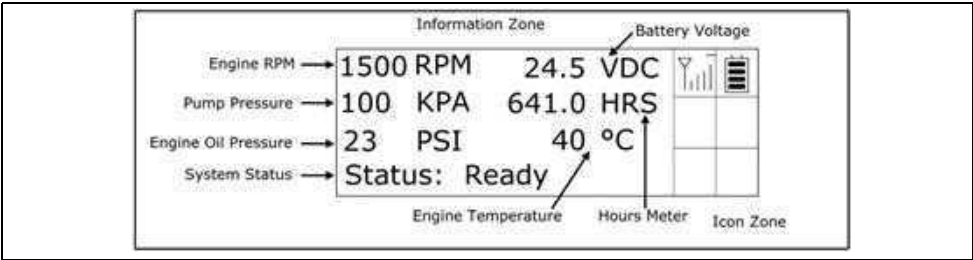 Information Zone
Battery Voltage
Engine RPM 1500 RPM 24.5 VDC
Pump Pressure 100 KPA 641.0 HRS
Engine Oil Pressure 23 PSI 40 °C
System Status Status: Ready
Engine Temperature Hours Meter Icon Zone